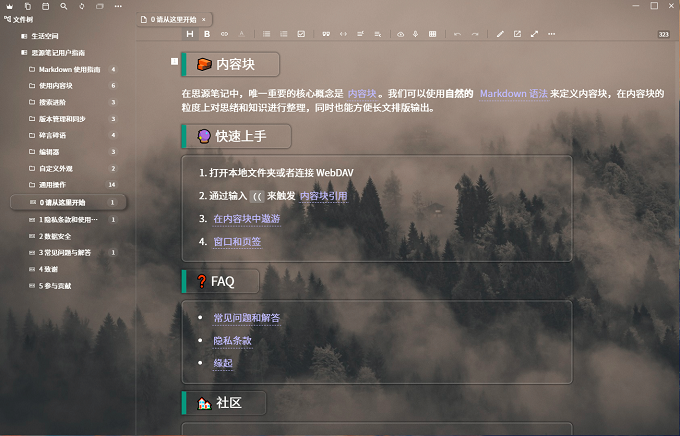 文件树
生活空间
思源笔记用户指南
Markdown 使用指南 4
使用内容块 6
搜索进阶 3
版本管理和同步 3
碎言碎语 4
编辑器 3
自定义外观 2
通用操作 14
0 请从这里开始 1
1 隐私条款和使用… 1
2 数据安全
3 常见问题与解答 1
4 致谢
5 参与贡献
0 请从这里开始 ×
H B
323
内容块
在思源笔记中，唯一重要的核心概念是 内容块。我们可以使用自然的 Markdown 语法 来定义内容块，在内容块的
粒度上对思绪和知识进行整理，同时也能方便长文排版输出。
快速上手
1. 打开本地文件夹或者连接 WebDAV
2. 通过输入 (( 来触发 内容块引用
3. 在内容块中遨游
4. 窗口和页签
FAQ
常见问题和解答
隐私条款
缘起
社区